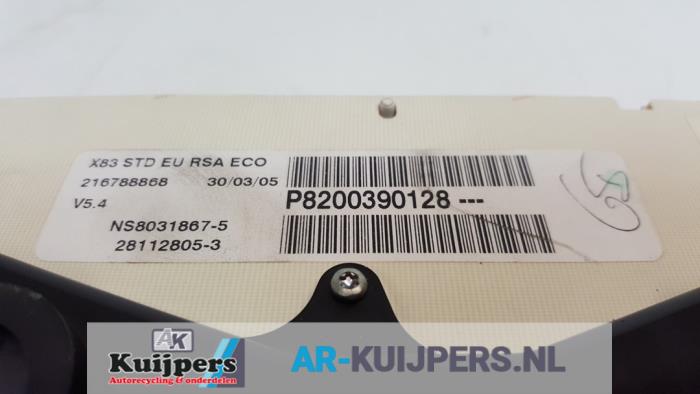 X83 STD EU RSA ECO
216788868 30/03/05
V5.4
P8200390128 ---
NS8031867-5
28112805-3
AK
Kuijpers
Autorecycling & onderdelen
AR-KUIJPERS.NL